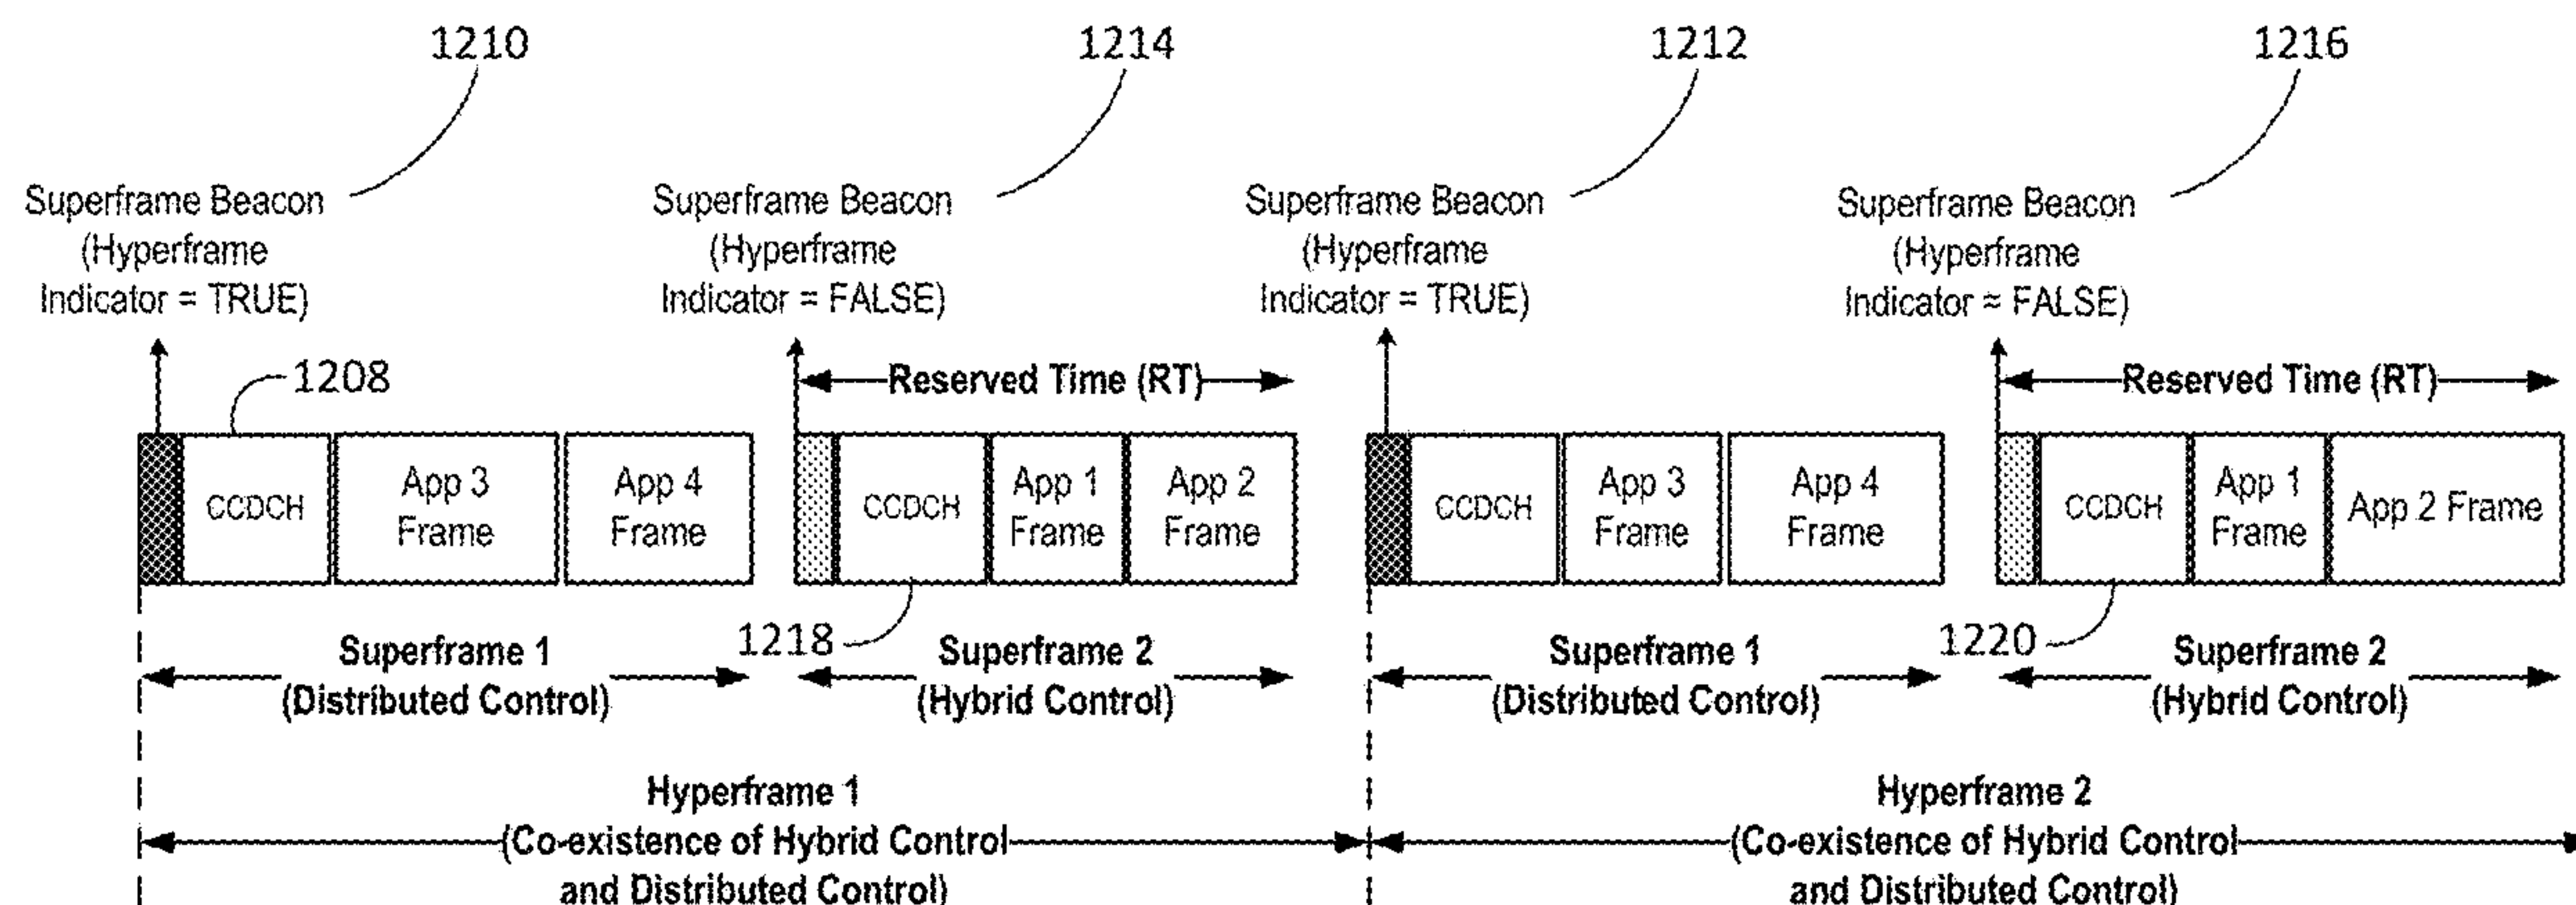 1210
1214
1212
1216
Superframe Beacon
(Hyperframe
Indicator = TRUE)
Superframe Beacon
(Hyperframe
Indicator = FALSE)
Superframe Beacon
(Hyperframe
Indicator = TRUE)
Superframe Beacon
(Hyperframe
Indicator = FALSE)
1208
Reserved Time (RT)
Reserved Time (RT)
CCDCH
App 3
Frame
App 4
Frame
CCDCH
App 1
Frame
App 2
Frame
CCDCH
App 3
Frame
App 4
Frame
CCDCH
App 1
Frame
App 2 Frame
Superframe 1
(Distributed Control)
1218
Superframe 2
(Hybrid Control)
Superframe 1
(Distributed Control)
1220
Superframe 2
(Hybrid Control)
Hyperframe 1
(Co-existence of Hybrid Control
and Distributed Control)
Hyperframe 2
(Co-existence of Hybrid Control
and Distributed Control)